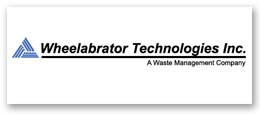 Wheelabrator Technologies Inc.
A Waste Management Company